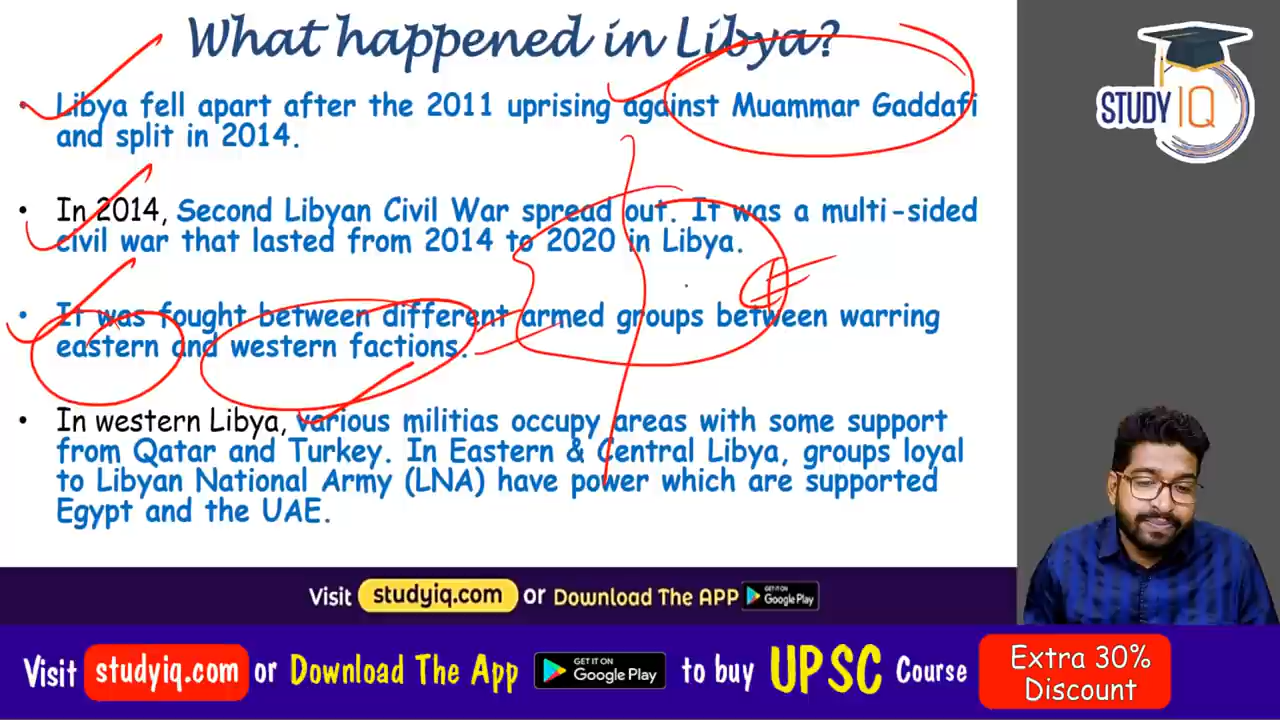 What happened in Libya?
• Libya fell apart after the 2011 uprising against Muammar Gaddafi
and split in 2014.
• In 2014, Second Libyan Civil War spread out. It was a multi-sided
civil war that lasted from 2014 to 2020 in Libya.
• It was fought between different armed groups between warring
eastern and western factions.
• In western Libya, various militias occupy areas with some support
from Qatar and Turkey. In Eastern & Central Libya, groups loyal
to Libyan National Army (LNA) have power which are supported
Egypt and the UAE.
STUDY IQ
Visit studyiq.com or Download The APP GET IT ON Google Play
Visit studyiq.com or Download The App GET IT ON Google Play to buy UPSC Course
Extra 30%
Discount